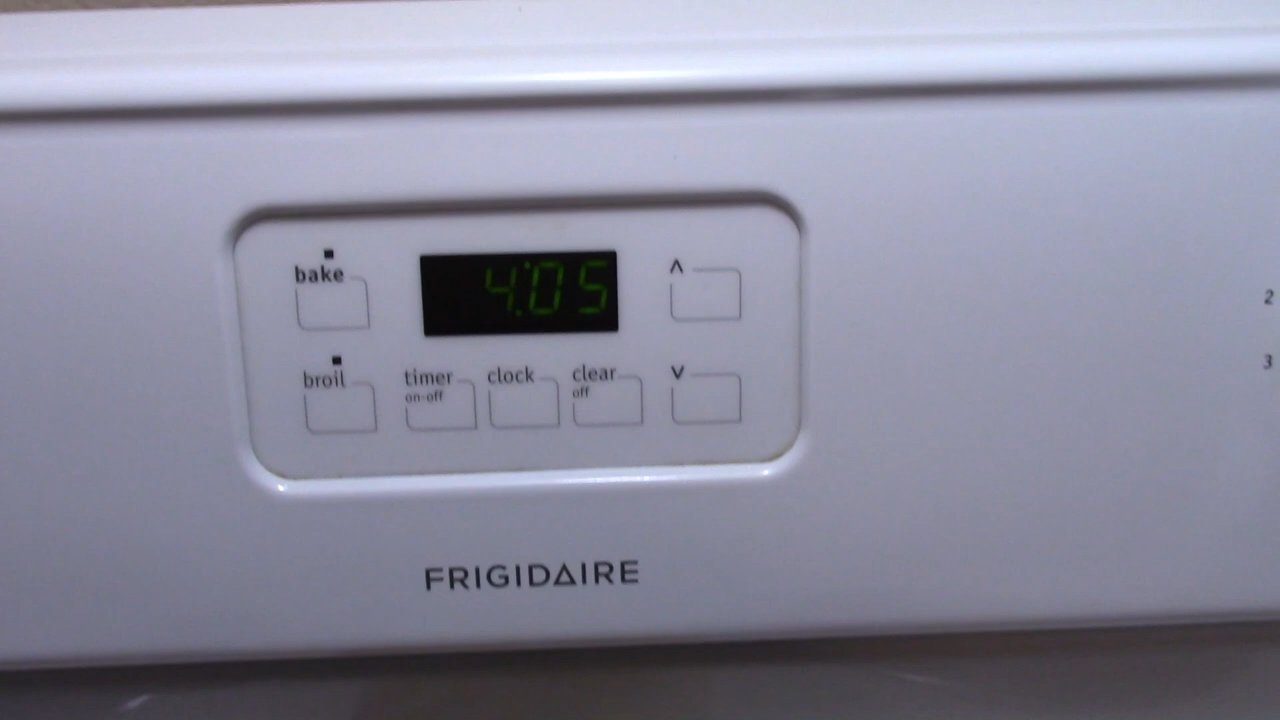 bake
4:05
^
broil
timer
on-off
clock
clear
off
v
FRIGIDAIRE
2
3